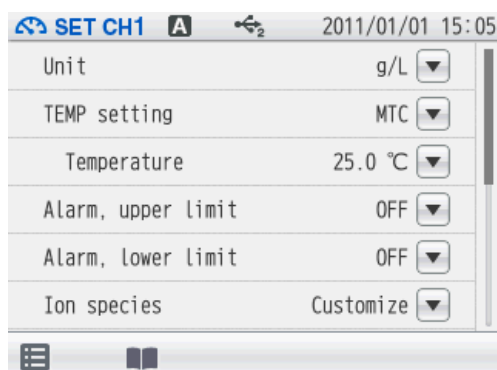 SET CH1 A 2 2011/01/01 15:05
Unit g/L
TEMP setting MTC
Temperature 25.0 ℃
Alarm, upper limit OFF
Alarm, lower limit OFF
Ion species Customize